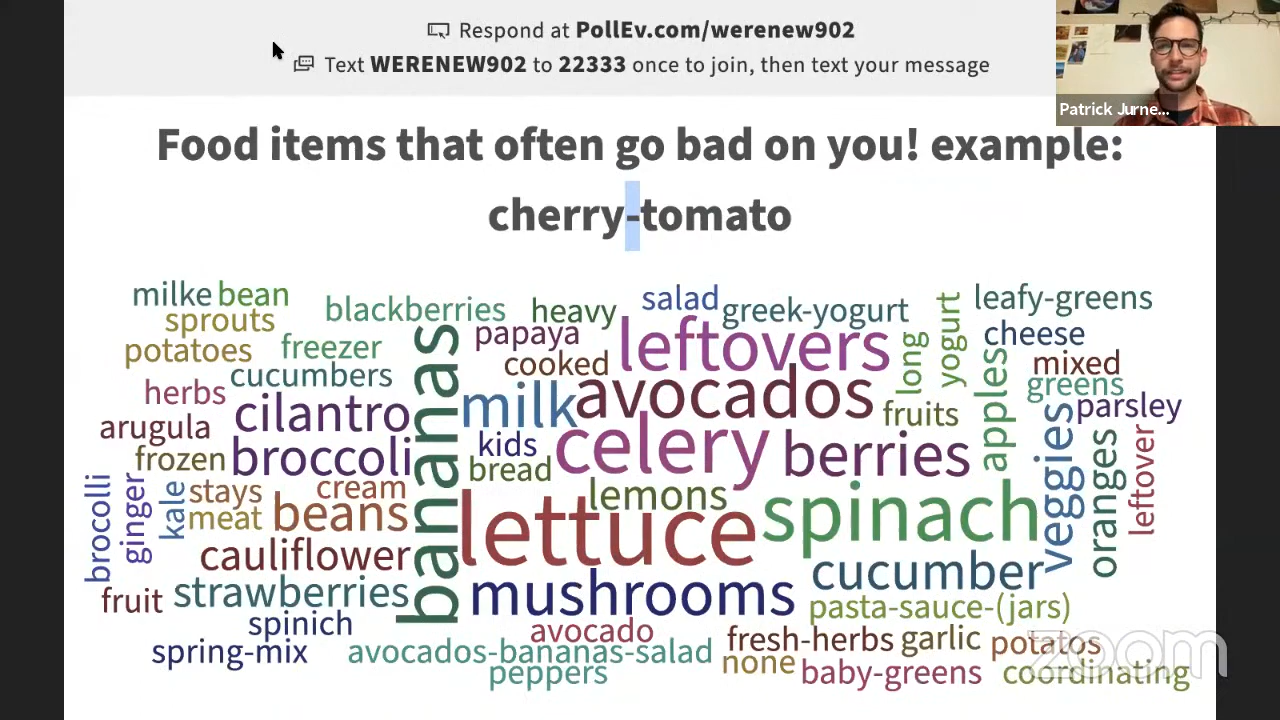 Respond at PollEv.com/werenew902
Text WERENEW902 to 22333 once to join, then text your message
Patrick Jurne...
Food items that often go bad on you! example:
cherry-tomato
milke bean blackberries heavy salad greek-yogurt yogurt leafy-greens
sprouts papaya leftovers long cheese
potatoes freezer bananas cooked apples mixed
herbs cucumbers milk avocados fruits greens
arugula cilantro kids celery berries veggies parsley
frozen broccoli bread oranges leftover
brocolli ginger kale stays cream lemons spinach
meat beans lettuce
cauliflower cucumber
fruit strawberries mushrooms pasta-sauce-(jars)
spinich avocado fresh-herbs garlic potatos
spring-mix avocados-bananas-salad none baby-greens coordinating
peppers
zoom